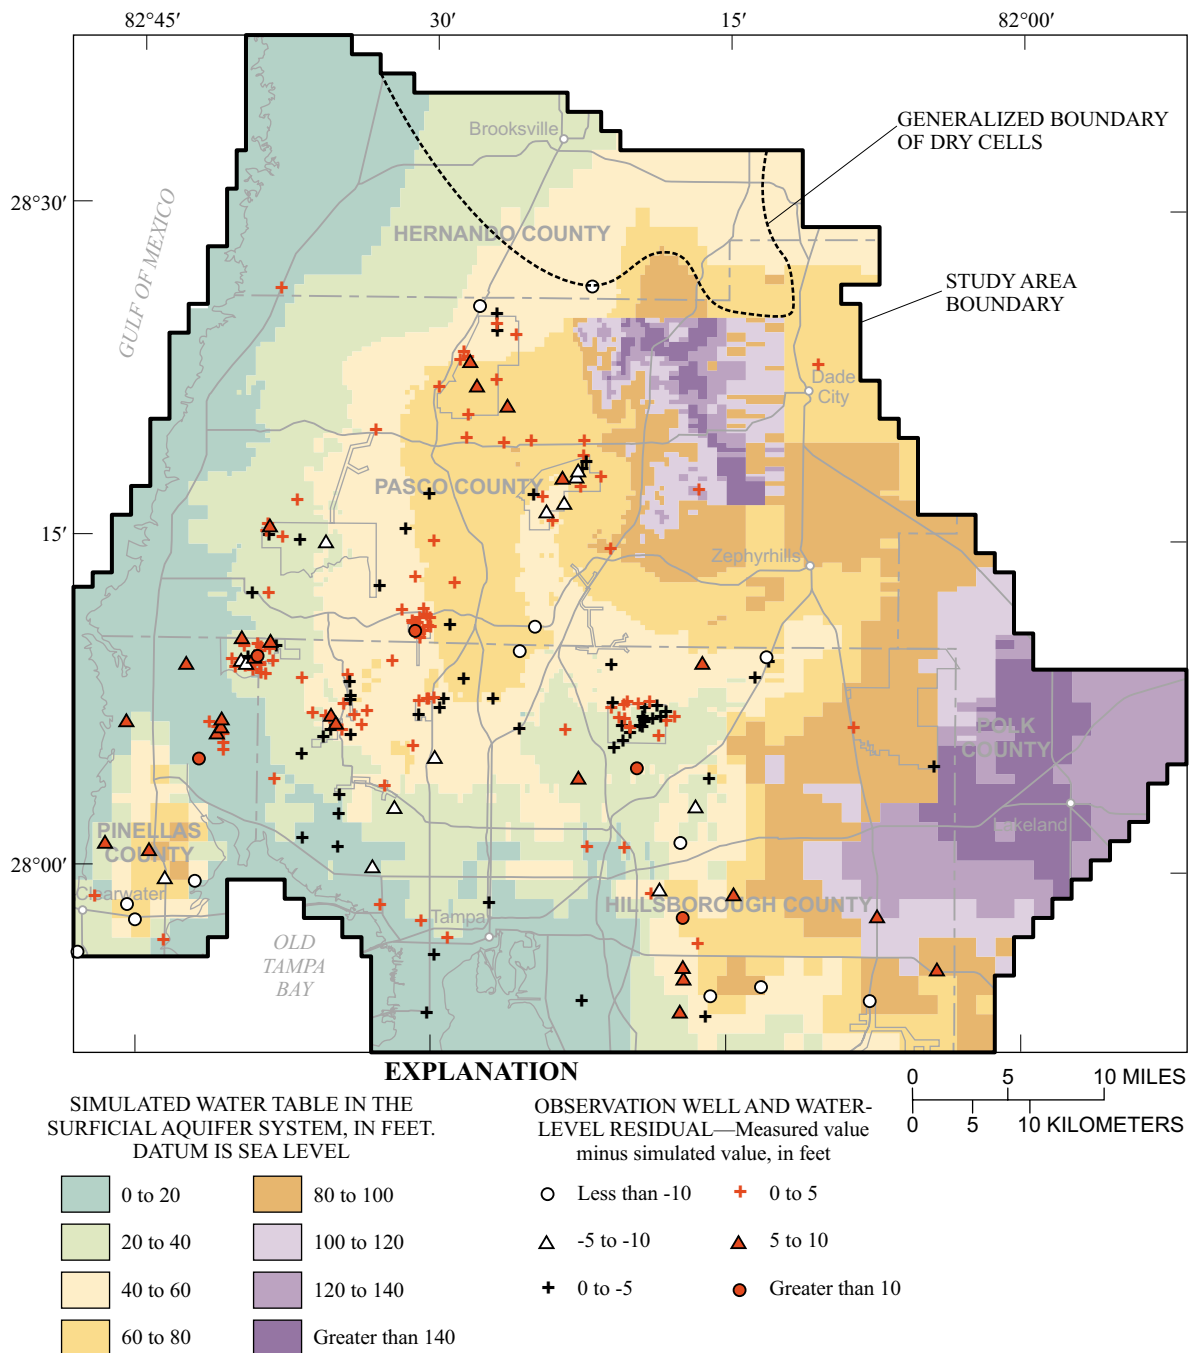 82°45′ 30′ 15′ 82°00′
Brooksville
GENERALIZED BOUNDARY
OF DRY CELLS
28°30′
HERNANDO COUNTY
GULF OF MEXICO
STUDY AREA
BOUNDARY
Dade
City
PASCO COUNTY
15′
Zephyrhills
POLK
COUNTY
PINELLAS
COUNTY
Lakeland
28°00′
Clearwater
HILLSBOROUGH COUNTY
Tampa
OLD
TAMPA
BAY
EXPLANATION
0 5 10 MILES
0 5 10 KILOMETERS
SIMULATED WATER TABLE IN THE
SURFICIAL AQUIFER SYSTEM, IN FEET.
DATUM IS SEA LEVEL
0 to 20
20 to 40
40 to 60
60 to 80
80 to 100
100 to 120
120 to 140
Greater than 140
OBSERVATION WELL AND WATER-
LEVEL RESIDUAL—Measured value
minus simulated value, in feet
Less than -10
-5 to -10
0 to -5
0 to 5
5 to 10
Greater than 10